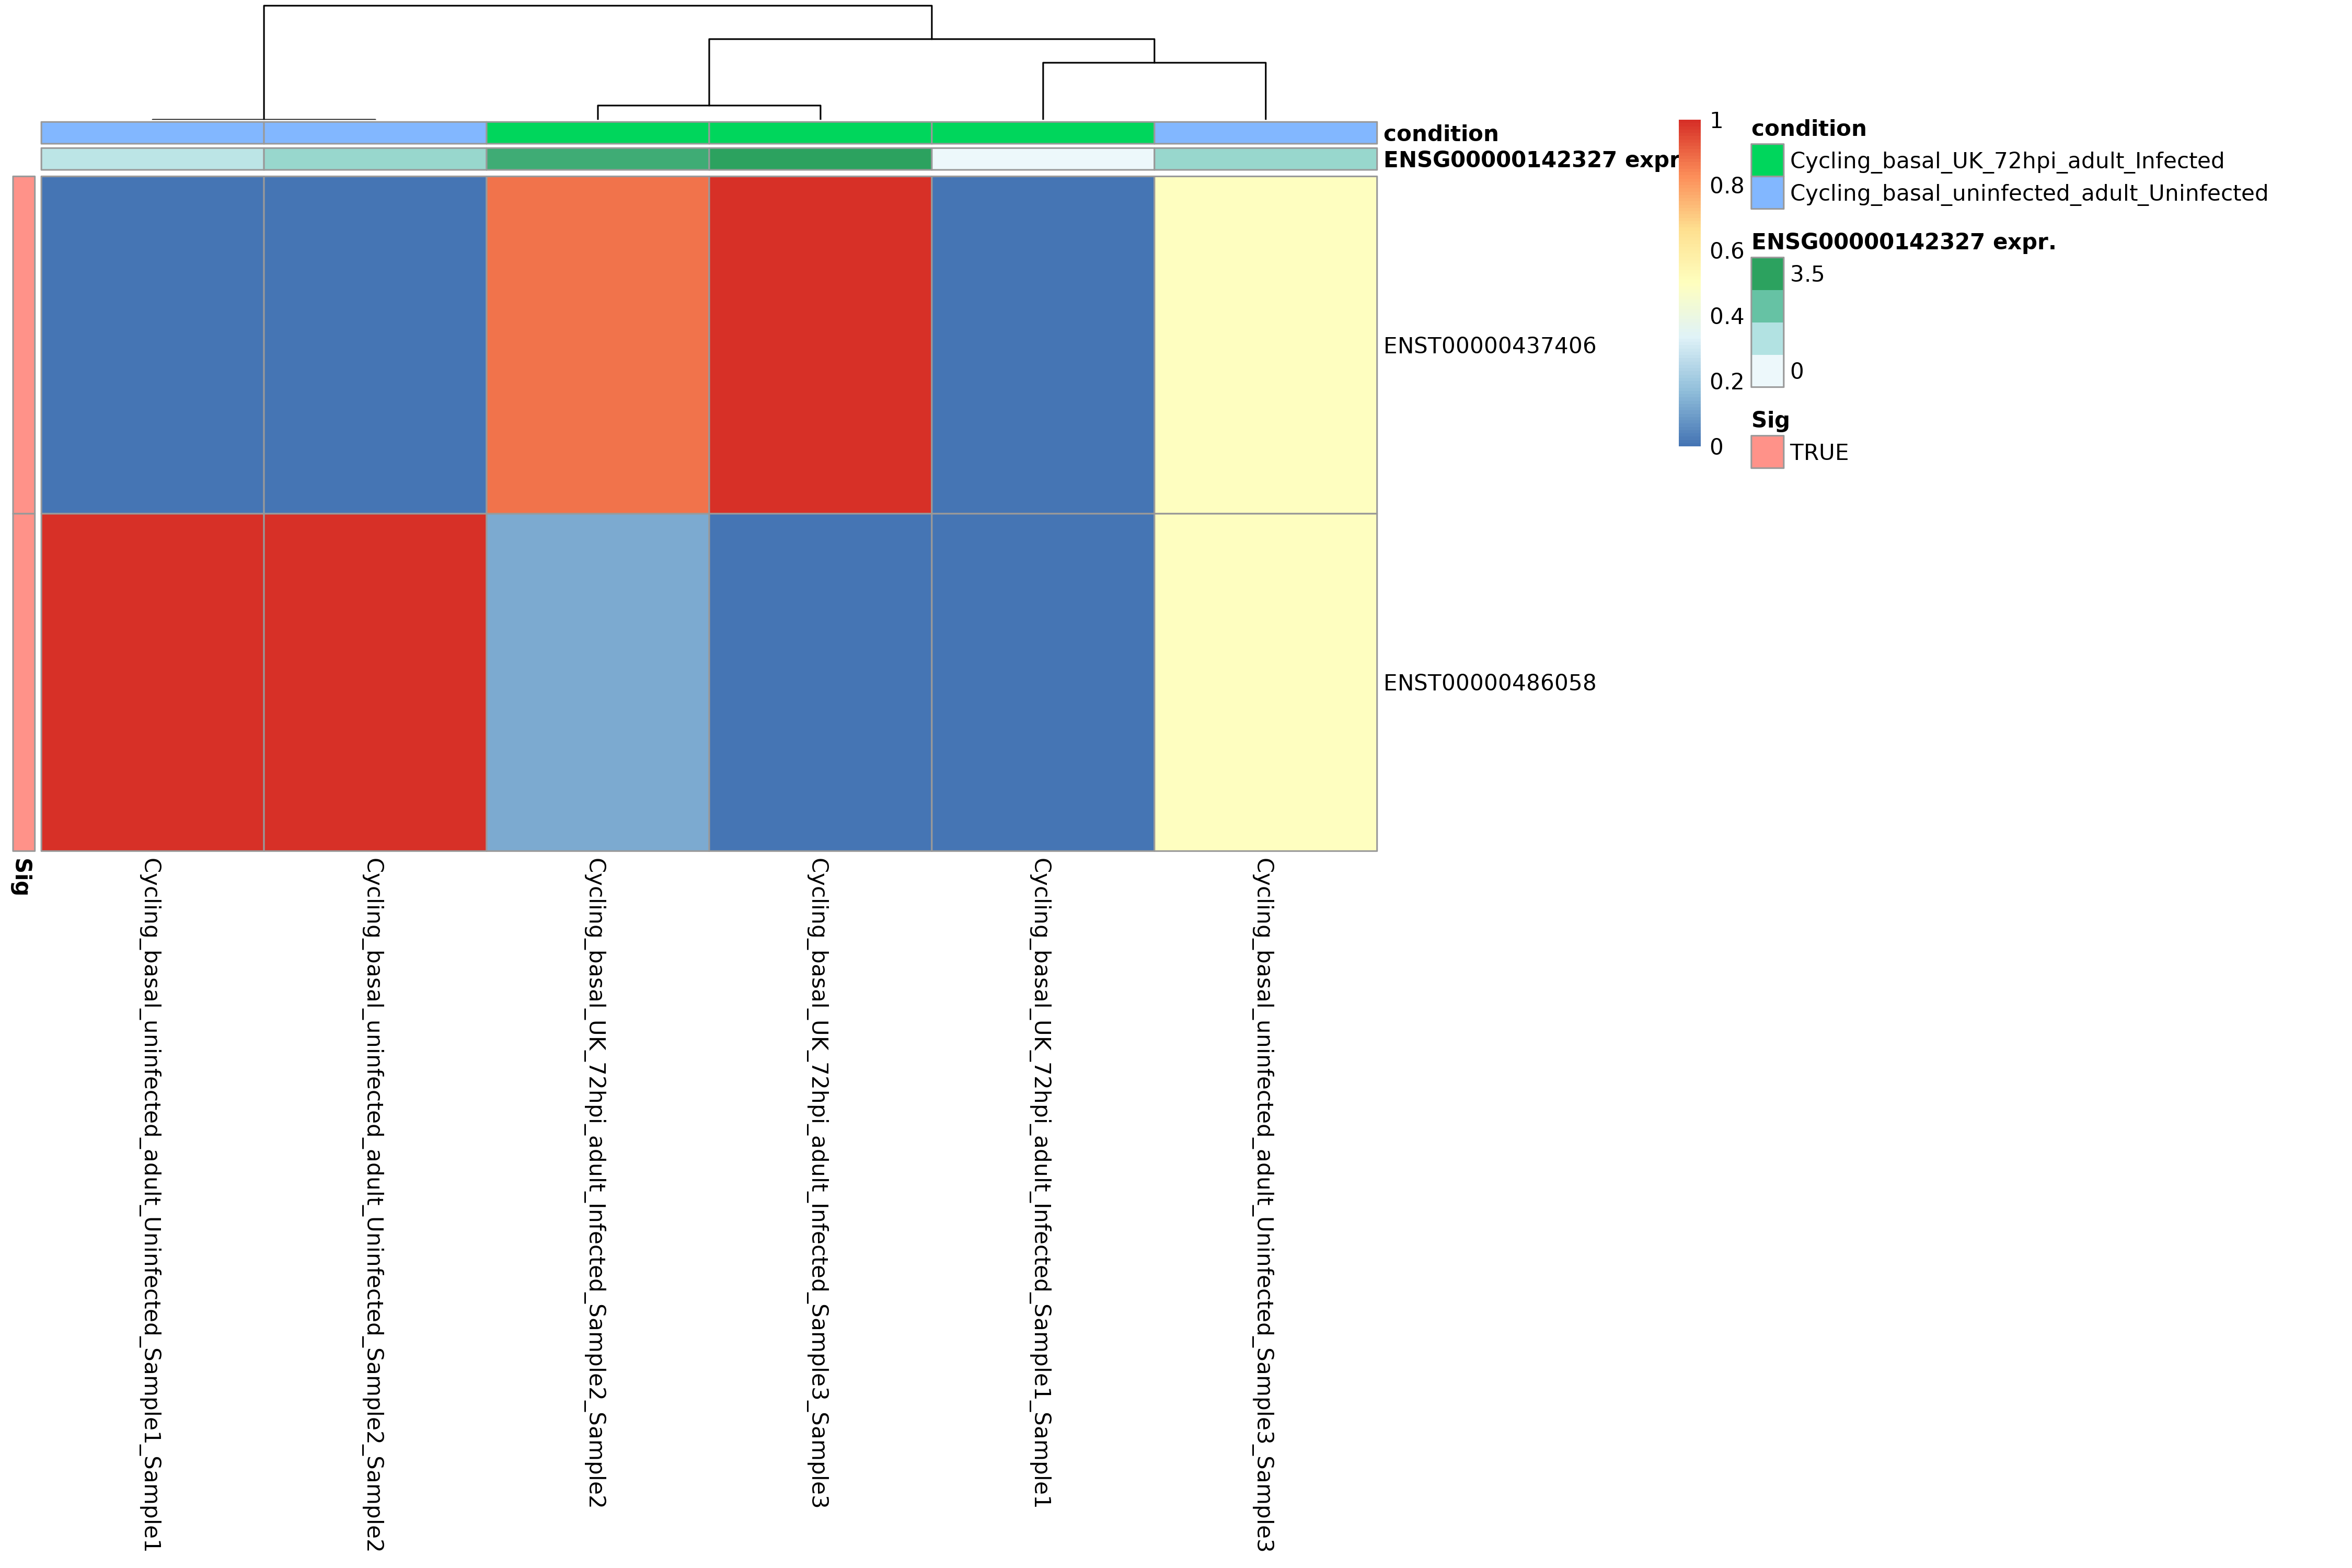 condition
ENSG00000142327 expr
ENST00000437406
ENST00000486058
Sig
Cycling_basal_uninfected_adult_Uninfected_Sample1_Sample1
Cycling_basal_uninfected_adult_Uninfected_Sample2_Sample2
Cycling_basal_UK_72hpi_adult_Infected_Sample2_Sample2
Cycling_basal_UK_72hpi_adult_Infected_Sample3_Sample3
Cycling_basal_UK_72hpi_adult_Infected_Sample1_Sample1
Cycling_basal_uninfected_adult_Uninfected_Sample3_Sample3
1
0.8
0.6
0.4
0.2
0
condition
Cycling_basal_UK_72hpi_adult_Infected
Cycling_basal_uninfected_adult_Uninfected
ENSG00000142327 expr.
3.5
0
Sig
TRUE